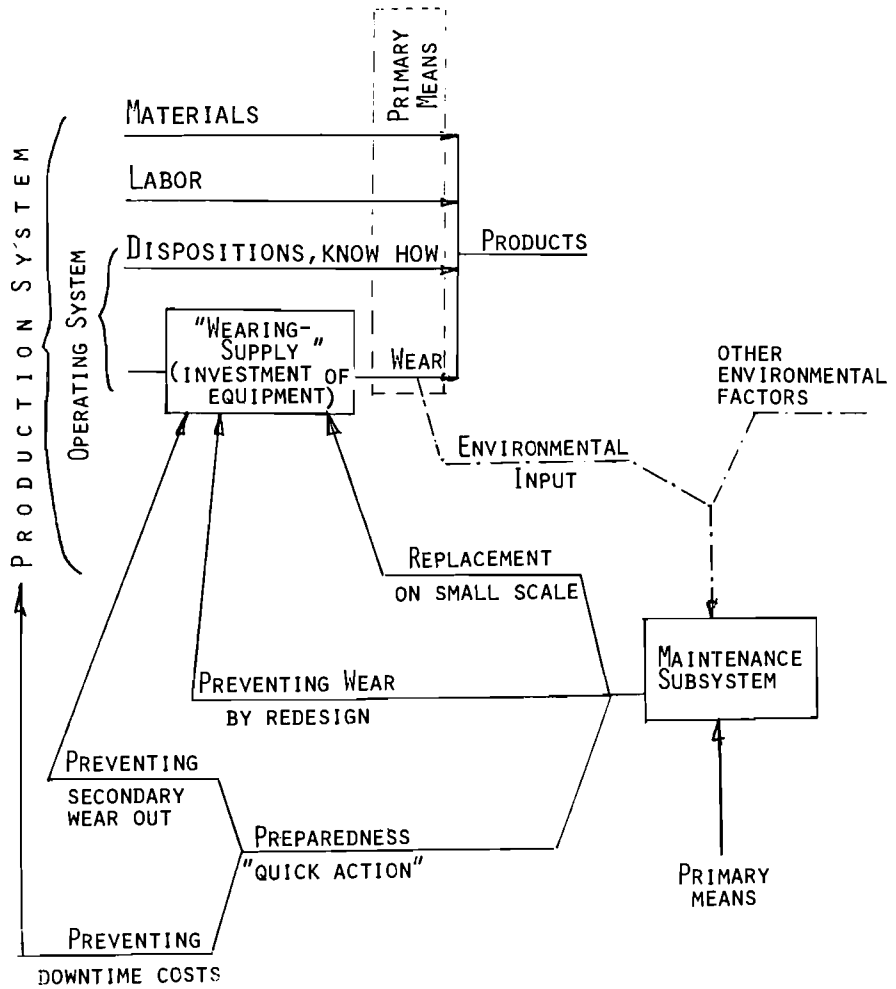 PRIMARY
MEANS
PRODUCTION SYSTEM
OPERATING SYSTEM
MATERIALS
LABOR
DISPOSITIONS, KNOW HOW
PRODUCTS
"WEARING-
SUPPLY "
(INVESTMENT OF
EQUIPMENT)
WEAR
OTHER
ENVIRONMENTAL
FACTORS
ENVIRONMENTAL
INPUT
REPLACEMENT
ON SMALL SCALE
MAINTENANCE
SUBSYSTEM
PREVENTING WEAR
BY REDESIGN
PREVENTING
SECONDARY
WEAR OUT
PREPAREDNESS
"QUICK ACTION"
PRIMARY
MEANS
PREVENTING
DOWNTIME COSTS